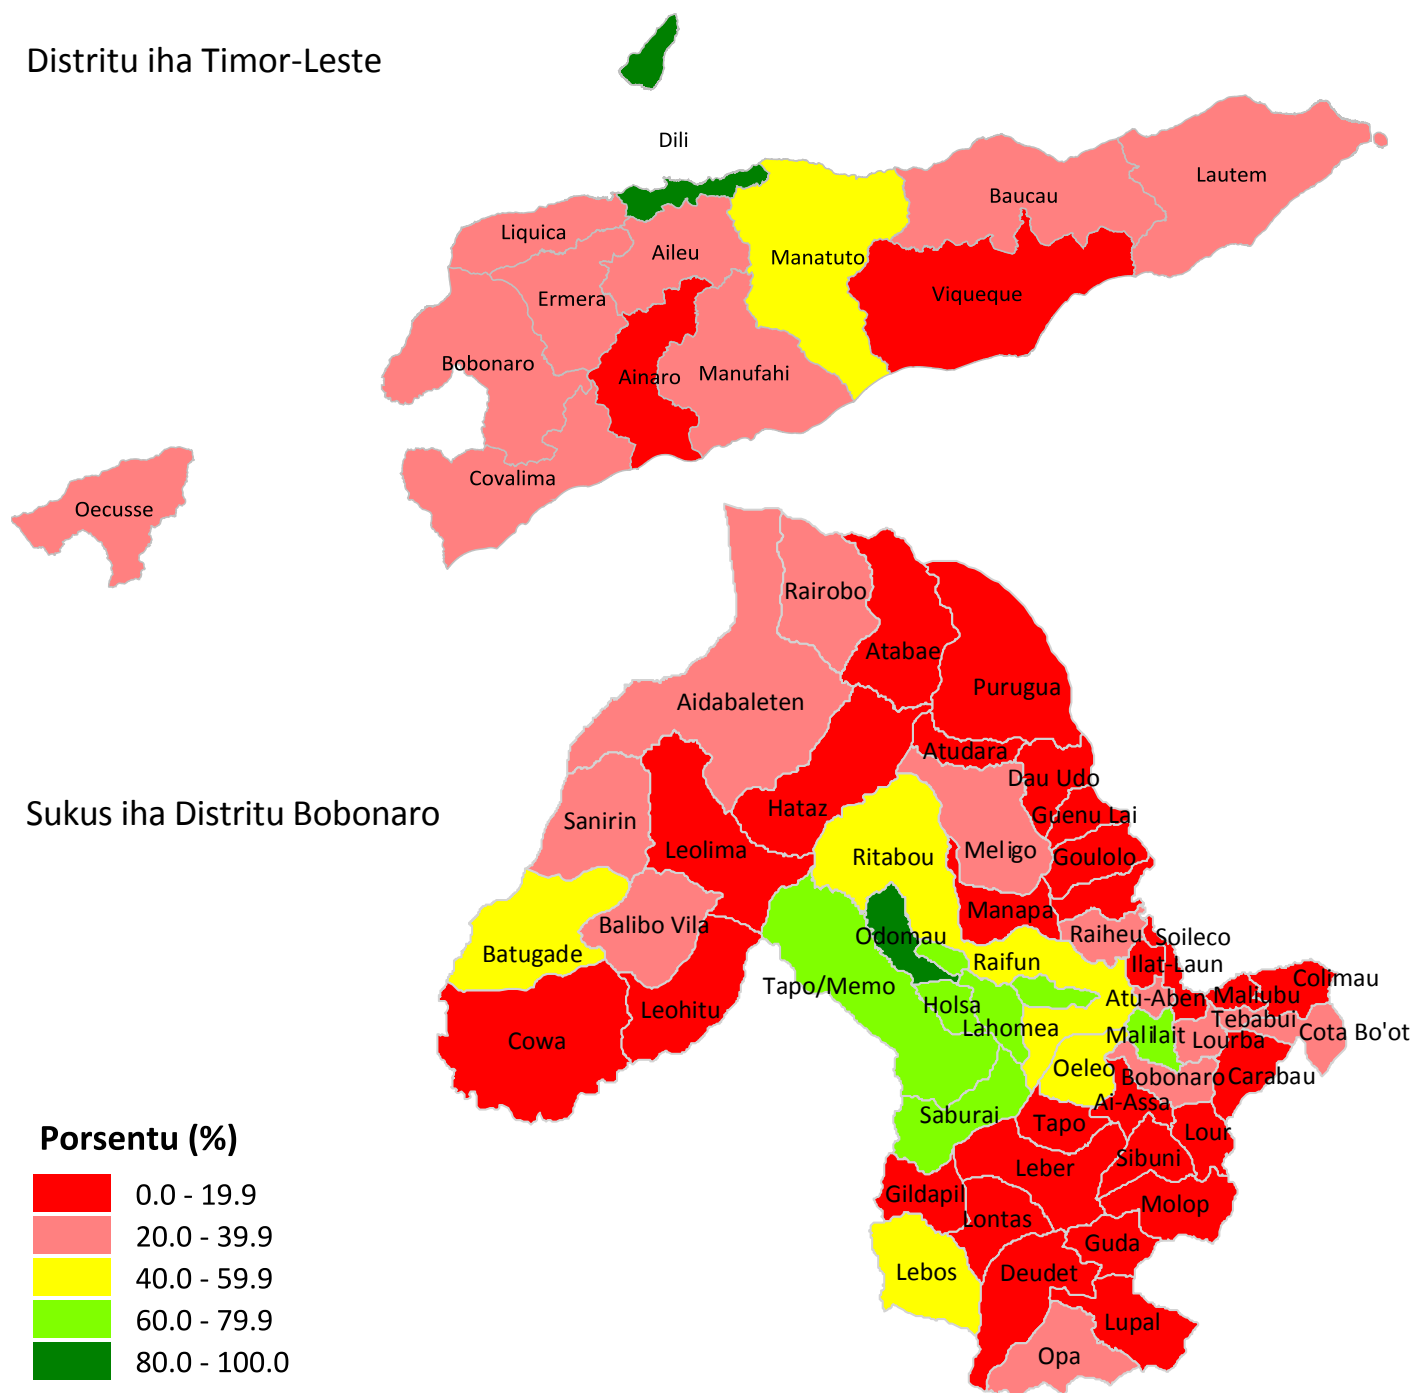 Distritu iha Timor-Leste
Dili
Lautem
Baucau
Liquica
Aileu
Manatuto
Ermera
Viqueque
Bobonaro
Ainaro
Manufahi
Covalima
Oecusse
Sukus iha Distritu Bobonaro
Rairobo
Atabae
Purugua
Aidabaleten
Atudara
Dau Udo
Hataz
Guenu Lai
Sanirin
Leolima
Ritabou
Meligo
Goulolo
Manapa
Balibo Vila
Odomau
Raiheu
Soileco
Batugade
Raifun
Ilat-Laun
Colimau
Tapo/Memo
Holsa
Atu-Aben
Maliubu
Leohitu
Lahomea
Tebabui
Cowa
Malilait
Lourba
Cota Bo'ot
Oeleo
Bobonaro
Carabau
Ai-Assa
Saburai
Tapo
Lour
Leber
Sibuni
Gildapil
Molop
Lontas
Guda
Lebos
Deudet
Lupal
Opa
Porsentu (%)
0.0 - 19.9
20.0 - 39.9
40.0 - 59.9
60.0 - 79.9
80.0 - 100.0